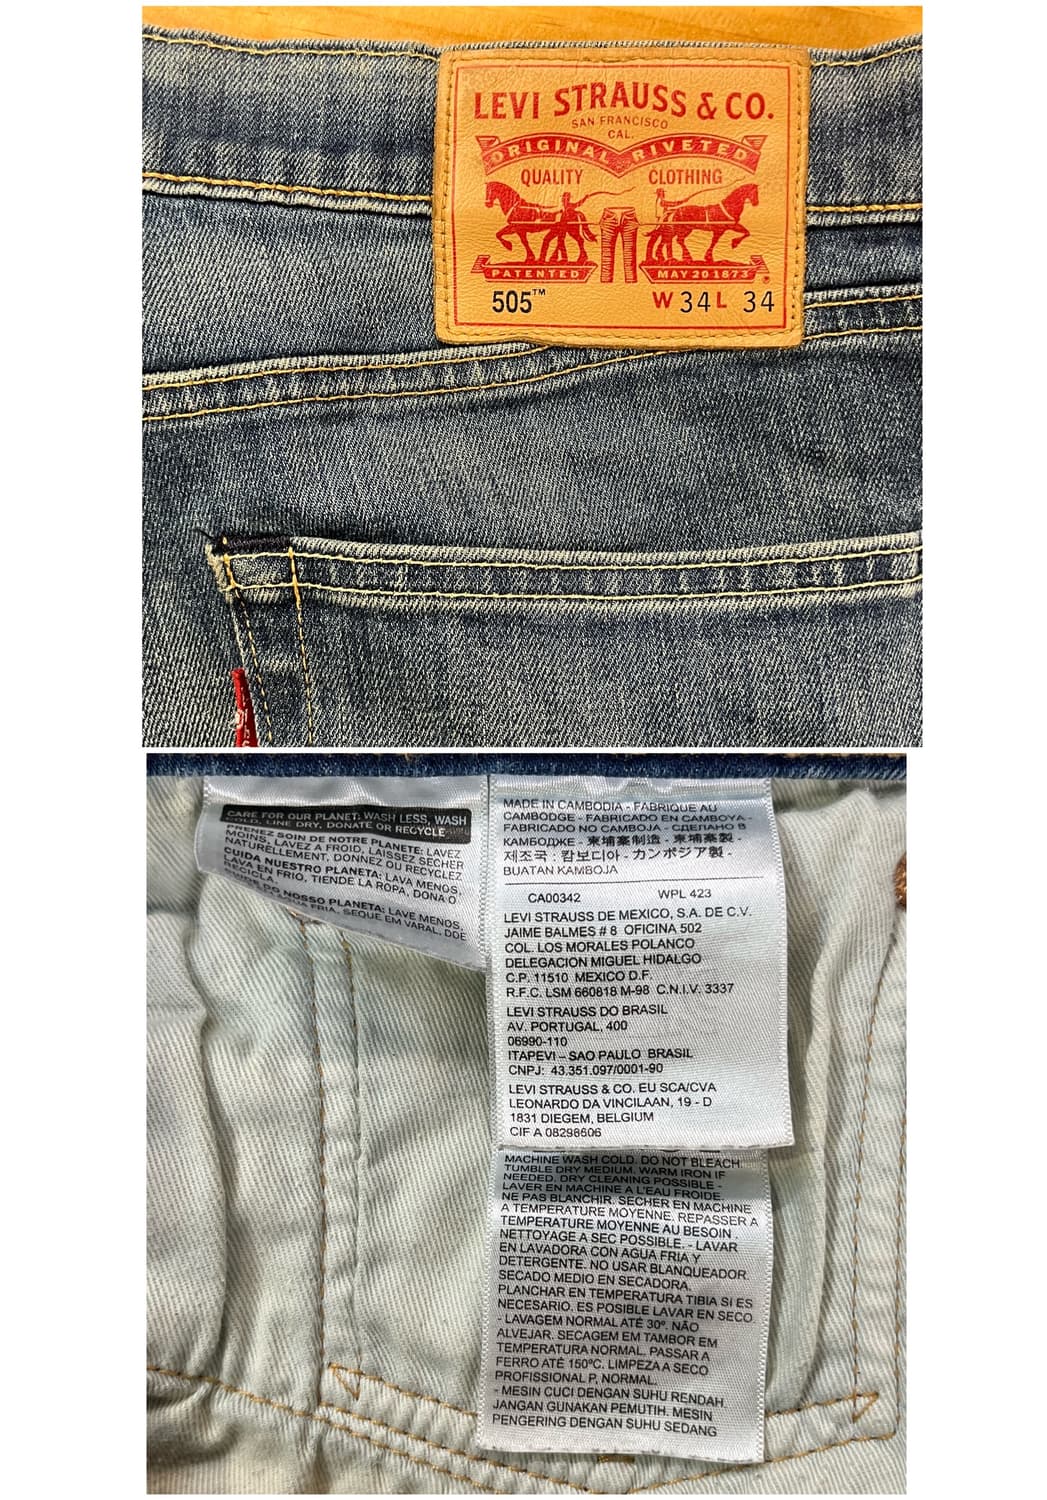 LEVI STRAUSS & CO.
SAN FRANCISCO
CAL.
ORIGINAL RIVETED
QUALITY CLOTHING
PATENTED MAY 20 1873
505™ W 34 L 34
CARE FOR OUR PLANET: WASH LESS, WASH
COLD, LINE DRY, DONATE OR RECYCLE
PRENEZ SOIN DE NOTRE PLANETE: LAVEZ
MOINS, LAVEZ A FROID, LAISSEZ SECHER
NATURELLEMENT, DONNEZ OU RECYCLEZ
CUIDA NUESTRO PLANETA: LAVA MENOS,
LAVA EN FRIO, TIENDE LA ROPA, DONA O
RECICLA.
DO NOSSO PLANETA: LAVE MENOS,
FRIA, SEQUE EM VARAL, DOE
MADE IN CAMBODIA - FABRIQUE AU
CAMBODGE - FABRICADO EN CAMBOYA -
FABRICADO NO CAMBOJA - СДЕЛАНО В
КАМБОДЖЕ - 柬埔寨制造 - 柬埔寨製 -
제조국 : 캄보디아 - カンボジア製 -
BUATAN KAMBOJA
CA00342 WPL 423
LEVI STRAUSS DE MEXICO, S.A. DE C.V.
JAIME BALMES # 8 OFICINA 502
COL. LOS MORALES POLANCO
DELEGACION MIGUEL HIDALGO
C.P. 11510 MEXICO D.F.
R.F.C. LSM 660818 M-98 C.N.I.V. 3337
LEVI STRAUSS DO BRASIL
AV. PORTUGAL, 400
06990-110
ITAPEVI – SAO PAULO BRASIL
CNPJ: 43.351.097/0001-90
LEVI STRAUSS & CO. EU SCA/CVA
LEONARDO DA VINCILAAN, 19 - D
1831 DIEGEM, BELGIUM
CIF A 08298606
MACHINE WASH COLD. DO NOT BLEACH.
TUMBLE DRY MEDIUM. WARM IRON IF
NEEDED. DRY CLEANING POSSIBLE -
LAVER EN MACHINE A L'EAU FROIDE.
NE PAS BLANCHIR. SECHER EN MACHINE
A TEMPERATURE MOYENNE. REPASSER A
TEMPERATURE MOYENNE AU BESOIN .
NETTOYAGE A SEC POSSIBLE. - LAVAR
EN LAVADORA CON AGUA FRIA Y
DETERGENTE. NO USAR BLANQUEADOR.
SECADO MEDIO EN SECADORA.
PLANCHAR EN TEMPERATURA TIBIA SI ES
NECESARIO. ES POSIBLE LAVAR EN SECO.
- LAVAGEM NORMAL ATÉ 30º. NÃO
ALVEJAR. SECAGEM EM TAMBOR EM
TEMPERATURA NORMAL. PASSAR A
FERRO ATÉ 150ºC. LIMPEZA A SECO
PROFISSIONAL P, NORMAL.
- MESIN CUCI DENGAN SUHU RENDAH.
JANGAN GUNAKAN PEMUTIH. MESIN
PENGERING DENGAN SUHU SEDANG